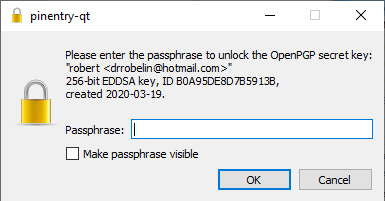 pinentry-qt
Please enter the passphrase to unlock the OpenPGP secret key:
"robert <drrobelin@hotmail.com>"
256-bit EDDSA key, ID B0A95DE8D7B5913B,
created 2020-03-19.
Passphrase:
Make passphrase visible
OK Cancel